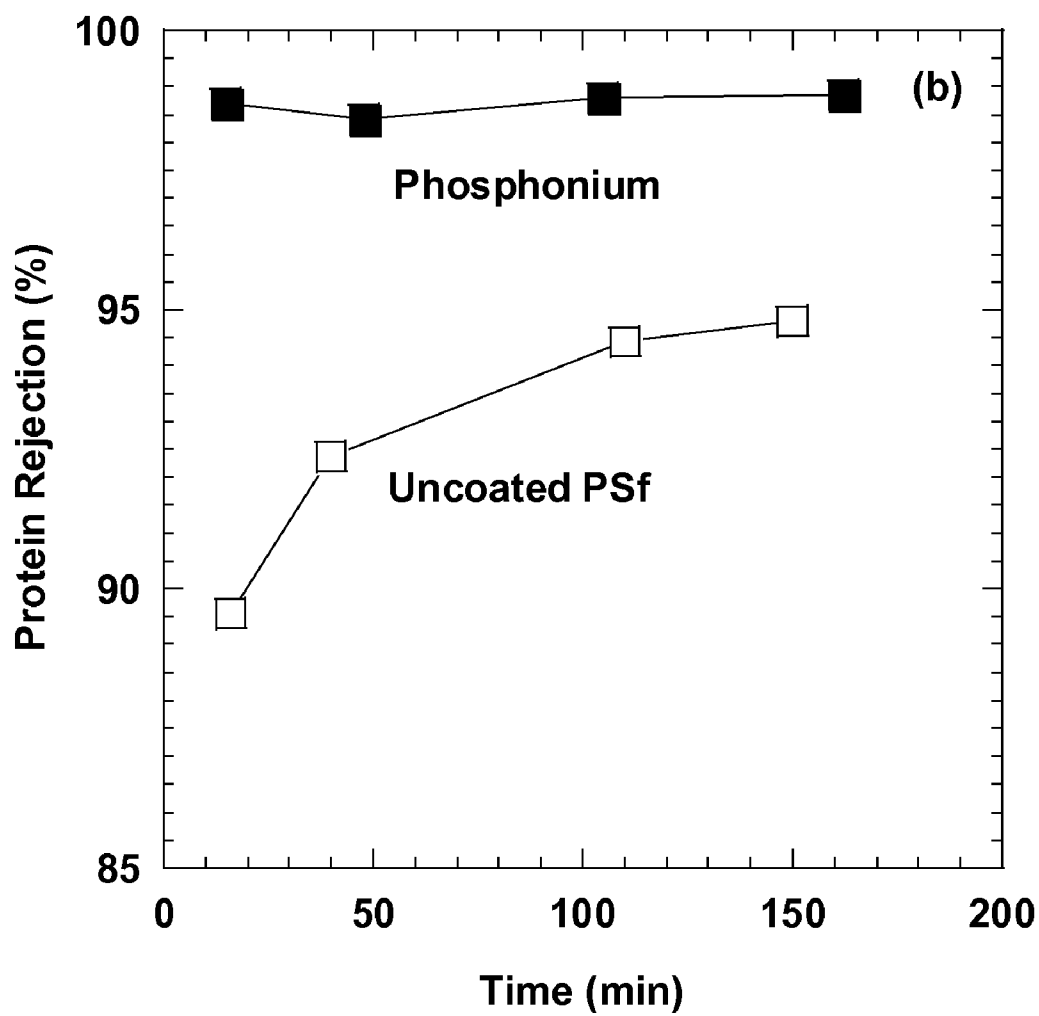 100
(b)
Phosphonium
95
Uncoated PSf
90
85
0 50 100 150 200
Time (min)
Protein Rejection (%)